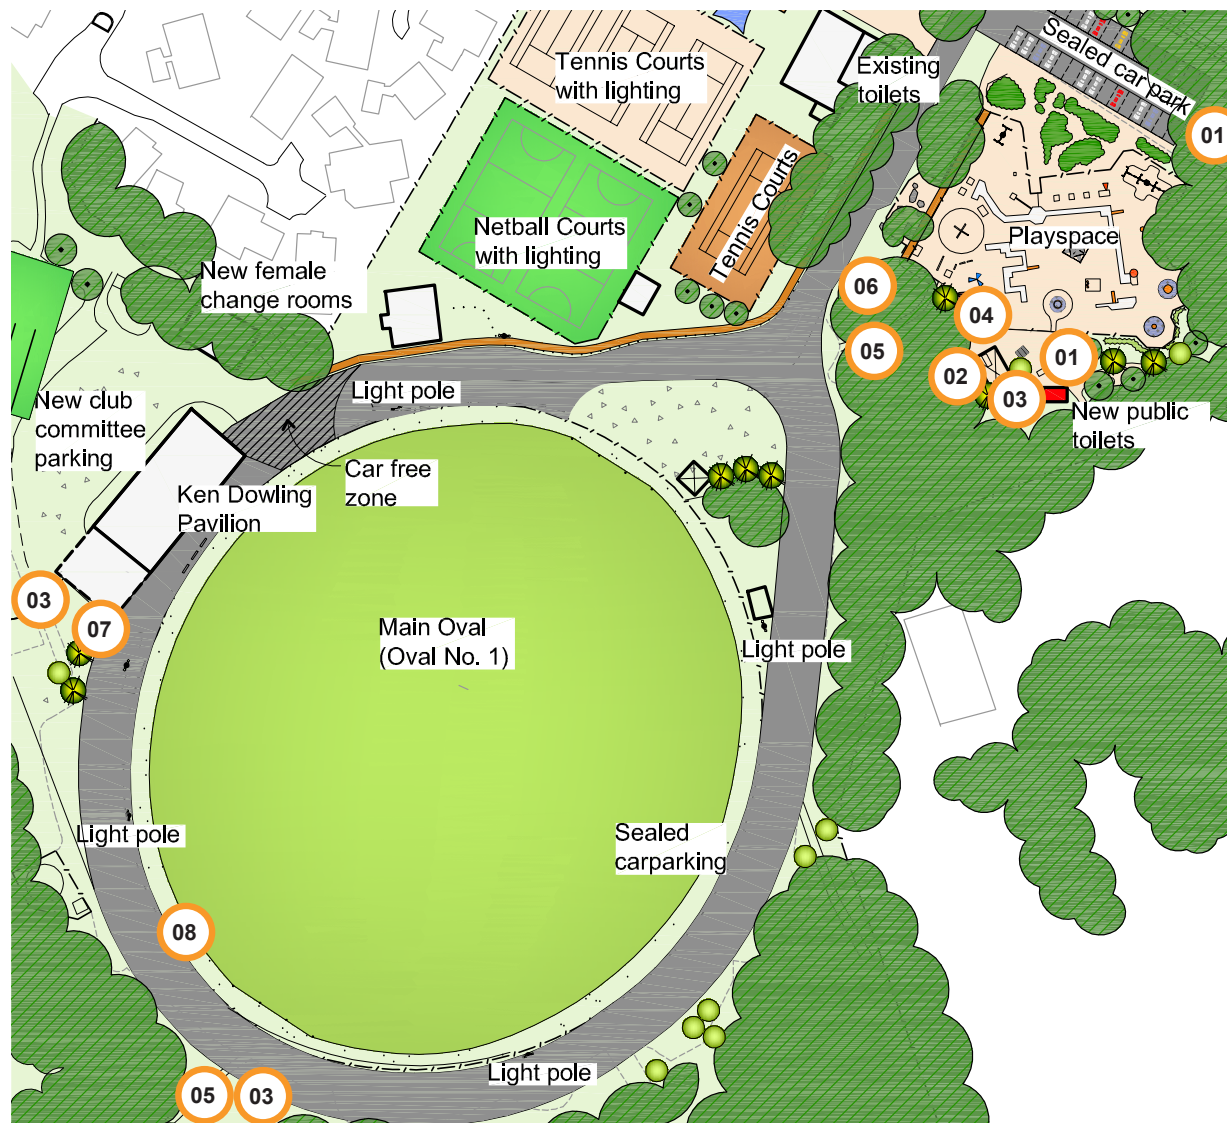 D
Sealed car park
Tennis Courts
with lighting
Existing
toilets
01
Tennis Courts
Netball Courts
with lighting
Playspace
New female
change rooms
06
04
05
01
02
03
New public
toilets
Light pole
New club
committee
parking
Car free
zone
Ken Dowling
Pavilion
03
07
Main Oval
(Oval No. 1)
Light pole
Light pole
Sealed
carparking
08
Light pole
05
03